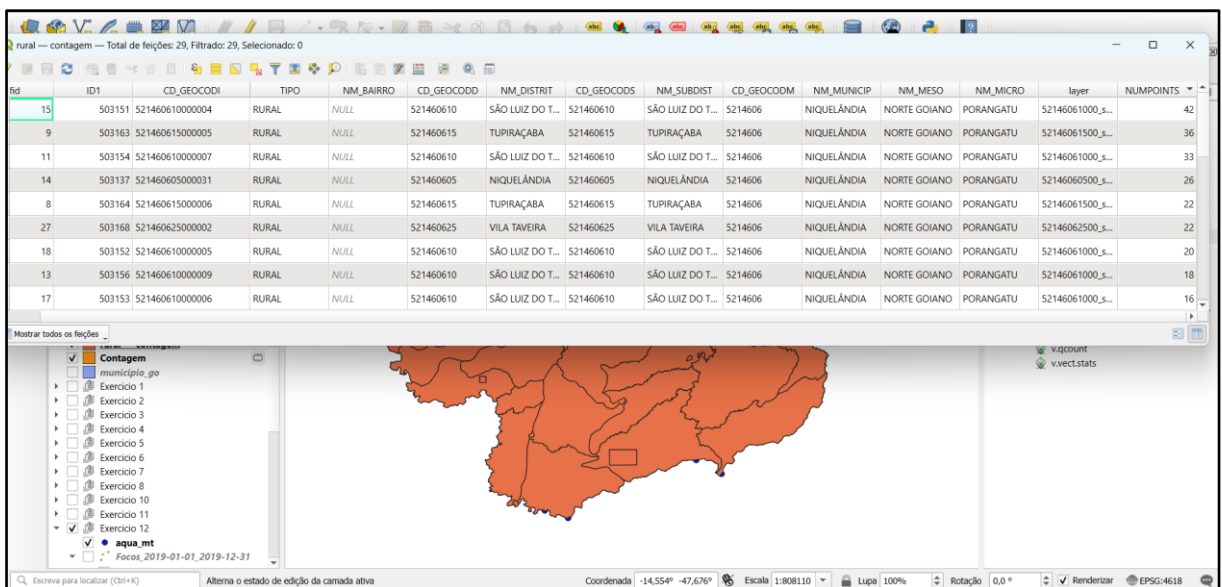 abc abc abc abc abc abc abc abc
rural — contagem — Total de feições: 29, Filtrado: 29, Selecionado: 0
fid ID1 CD_GEOCODI TIPO NM_BAIRRO CD_GEOCODD NM_DISTRIT CD_GEOCODS NM_SUBDIST CD_GEOCODM NM_MUNICIP NM_MESO NM_MICRO layer NUMPOINTS
15 503151 521460610000004 RURAL NULL 521460610 SÃO LUIZ DO T... 521460610 SÃO LUIZ DO T... 5214606 NIQUELÂNDIA NORTE GOIANO PORANGATU 52146061000_s... 42
9 503163 521460615000005 RURAL NULL 521460615 TUPIRAÇABA 521460615 TUPIRAÇABA 5214606 NIQUELÂNDIA NORTE GOIANO PORANGATU 52146061500_s... 36
11 503154 521460610000007 RURAL NULL 521460610 SÃO LUIZ DO T... 521460610 SÃO LUIZ DO T... 5214606 NIQUELÂNDIA NORTE GOIANO PORANGATU 52146061000_s... 33
14 503137 521460605000031 RURAL NULL 521460605 NIQUELÂNDIA 521460605 NIQUELÂNDIA 5214606 NIQUELÂNDIA NORTE GOIANO PORANGATU 52146060500_s... 26
8 503164 521460615000006 RURAL NULL 521460615 TUPIRAÇABA 521460615 TUPIRAÇABA 5214606 NIQUELÂNDIA NORTE GOIANO PORANGATU 52146061500_s... 22
27 503168 521460625000002 RURAL NULL 521460625 VILA TAVEIRA 521460625 VILA TAVEIRA 5214606 NIQUELÂNDIA NORTE GOIANO PORANGATU 52146062500_s... 22
18 503152 521460610000005 RURAL NULL 521460610 SÃO LUIZ DO T... 521460610 SÃO LUIZ DO T... 5214606 NIQUELÂNDIA NORTE GOIANO PORANGATU 52146061000_s... 20
13 503156 521460610000009 RURAL NULL 521460610 SÃO LUIZ DO T... 521460610 SÃO LUIZ DO T... 5214606 NIQUELÂNDIA NORTE GOIANO PORANGATU 52146061000_s... 18
17 503153 521460610000006 RURAL NULL 521460610 SÃO LUIZ DO T... 521460610 SÃO LUIZ DO T... 5214606 NIQUELÂNDIA NORTE GOIANO PORANGATU 52146061000_s... 16
Mostrar todos os feições
Contagem
município_go
Exercicio 1
Exercicio 2
Exercicio 3
Exercicio 4
Exercicio 5
Exercicio 6
Exercicio 7
Exercicio 8
Exercicio 10
Exercicio 11
Exercicio 12
aqua_mt
Focos_2019-01-01_2019-12-31
v.qcount
v.vect.stats
Escreva para localizar (Ctrl+K) Alterna o estado de edição da camada ativa Coordenada -14,554° -47,676° Escala 1:808110 Lupa 100% Rotação 0,0 ° Renderizar EPSG:4618